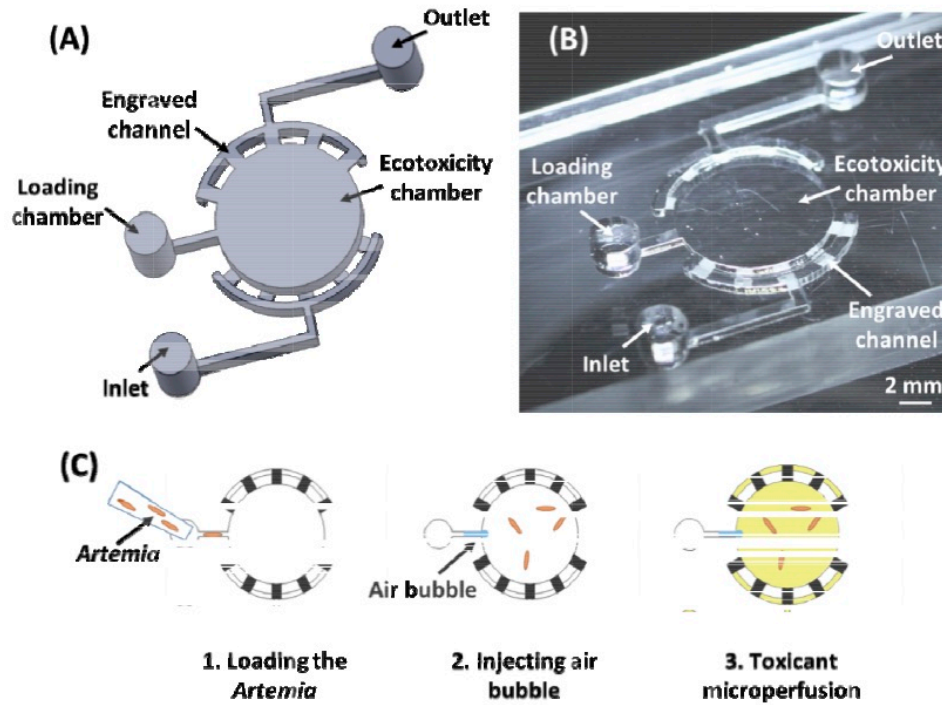 (A)
Outlet
Engraved
channel
Ecotoxicity
chamber
Loading
chamber
Inlet
(B)
Outlet
Ecotoxicity
chamber
Loading
chamber
Engraved
channel
Inlet
2 mm
(C)
Artemia
Air bubble
1. Loading the
Artemia
2. Injecting air
bubble
3. Toxicant
microperfusion